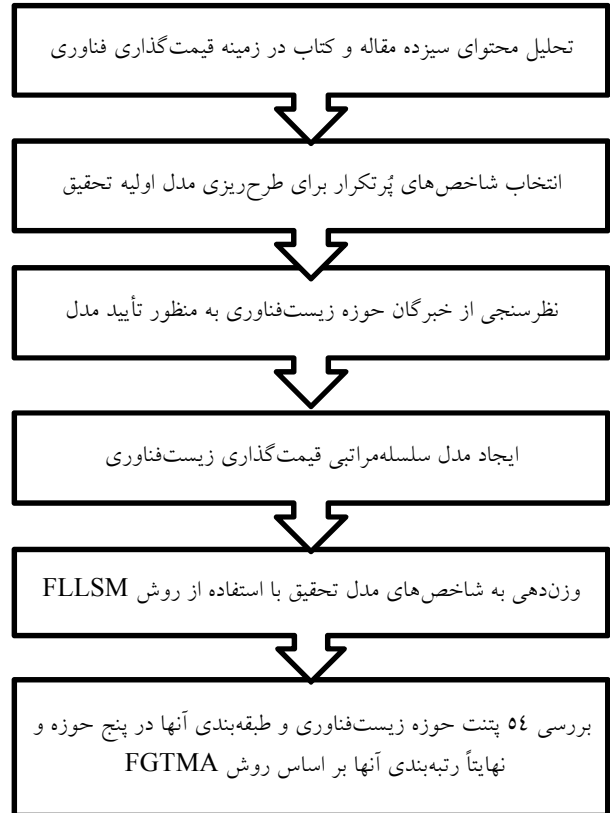 تحلیل محتوای سیزده مقاله و کتاب در زمینه قیمت‌گذاری فناوری
انتخاب شاخص‌های پُرتکرار برای طرح‌ریزی مدل اولیه تحقیق
نظرسنجی از خبرگان حوزه زیست‌فناوری به منظور تأیید مدل
ایجاد مدل سلسله‌مراتبی قیمت‌گذاری زیست‌فناوری
وزن‌دهی به شاخص‌های مدل تحقیق با استفاده از روش FLLSM
بررسی ٥٤ پتنت حوزه زیست‌فناوری و طبقه‌بندی آنها در پنج حوزه و
نهایتاً رتبه‌بندی آنها بر اساس روش FGTMA